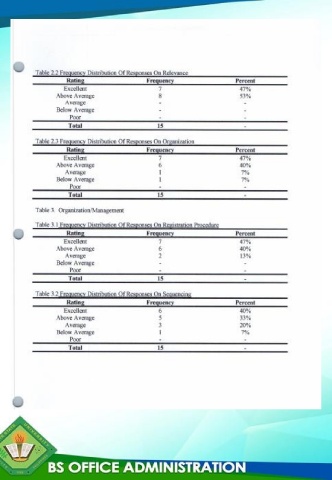 Table 2.2 Frequency Distribution Of Responses On Relevance
Rating Frequency Percent
Excellent 7 47%
Above Average 8 53%
Average - -
Below Average - -
Poor - -
Total 15 -
Table 2.3 Frequency Distribution Of Responses On Organization
Rating Frequency Percent
Excellent 7 47%
Above Average 6 40%
Average 1 7%
Below Average 1 7%
Poor - -
Total 15 -
Table 3. Organization/Management
Table 3.1 Frequency Distribution Of Responses On Registration Procedure
Rating Frequency Percent
Excellent 7 47%
Above Average 6 40%
Average 2 13%
Below Average - -
Poor - -
Total 15 -
Table 3.2 Frequency Distribution Of Responses On Sequencing
Rating Frequency Percent
Excellent 6 40%
Above Average 5 33%
Average 3 20%
Below Average 1 7%
Poor - -
Total 15 -
BS OFFICE ADMINISTRATION